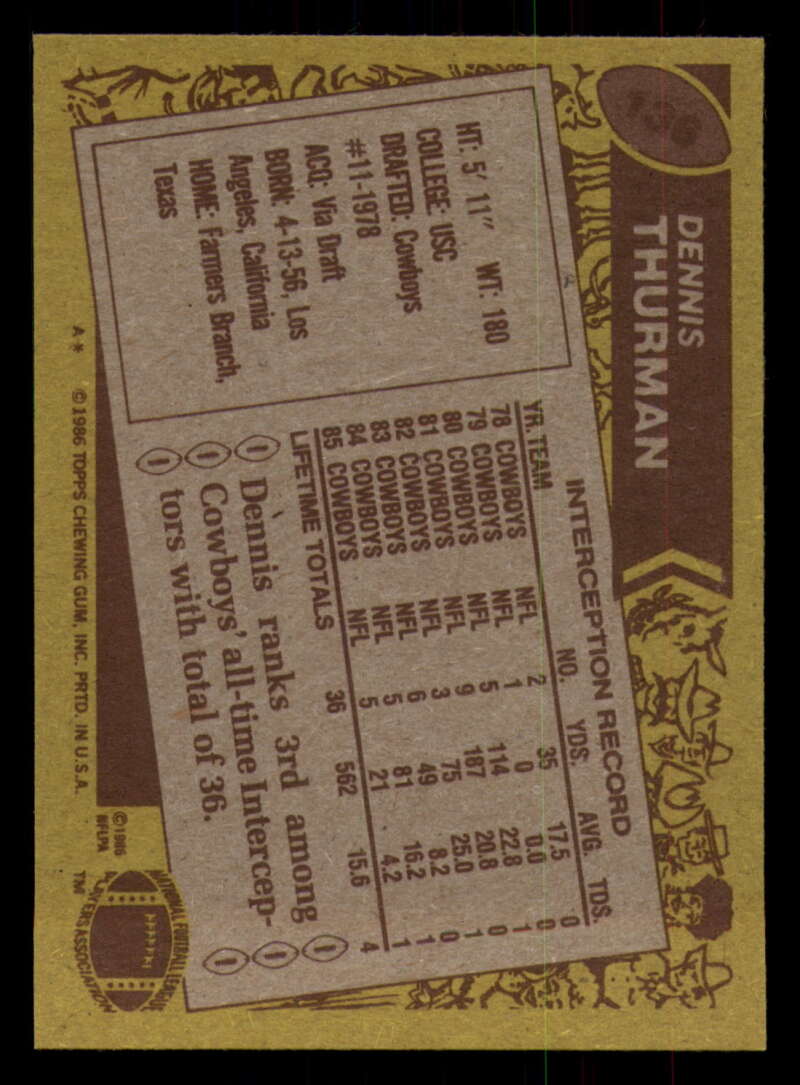 136
DENNIS
THURMAN
HT: 5' 11" WT: 180
COLLEGE: USC
DRAFTED: Cowboys
#11-1978
ACQ: Via Draft
BORN: 4-13-56, Los
Angeles, California
HOME: Farmers Branch,
Texas
INTERCEPTION RECORD
YR. TEAM NO. YDS. AVG. TDS.
78 COWBOYS NFL 2 35 17.5 0
79 COWBOYS NFL 1 0 0.0 0
80 COWBOYS NFL 5 114 22.8 1
81 COWBOYS NFL 9 187 20.8 0
82 COWBOYS NFL 3 75 25.0 1
83 COWBOYS NFL 6 49 8.2 0
84 COWBOYS NFL 5 81 16.2 1
85 COWBOYS NFL 5 21 4.2 1
LIFETIME TOTALS 36 562 15.6 4
Dennis ranks 3rd among
Cowboys' all-time Intercep-
tors with total of 36.
A* ©1986 TOPPS CHEWING GUM, INC. PRTD. IN U.S.A.
©1986
NFLPA
NATIONAL FOOTBALL LEAGUE
PLAYERS ASSOCIATION
TM